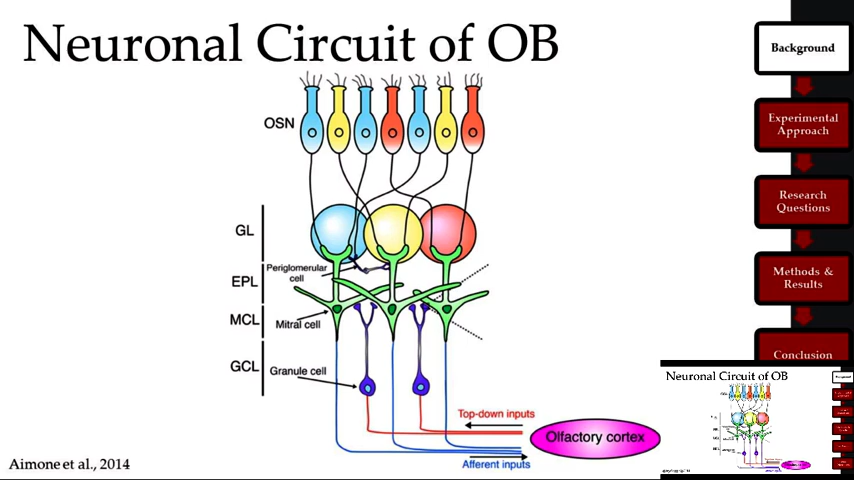 Neuronal Circuit of OB
OSN
GL
Periglomerular
cell
EPL
MCL
Mitral cell
GCL
Granule cell
Top-down inputs
Olfactory cortex
Afferent inputs
Aimone et al., 2014
Background
Experimental
Approach
Research
Questions
Methods &
Results
Conclusion
Neuronal Circuit of OB